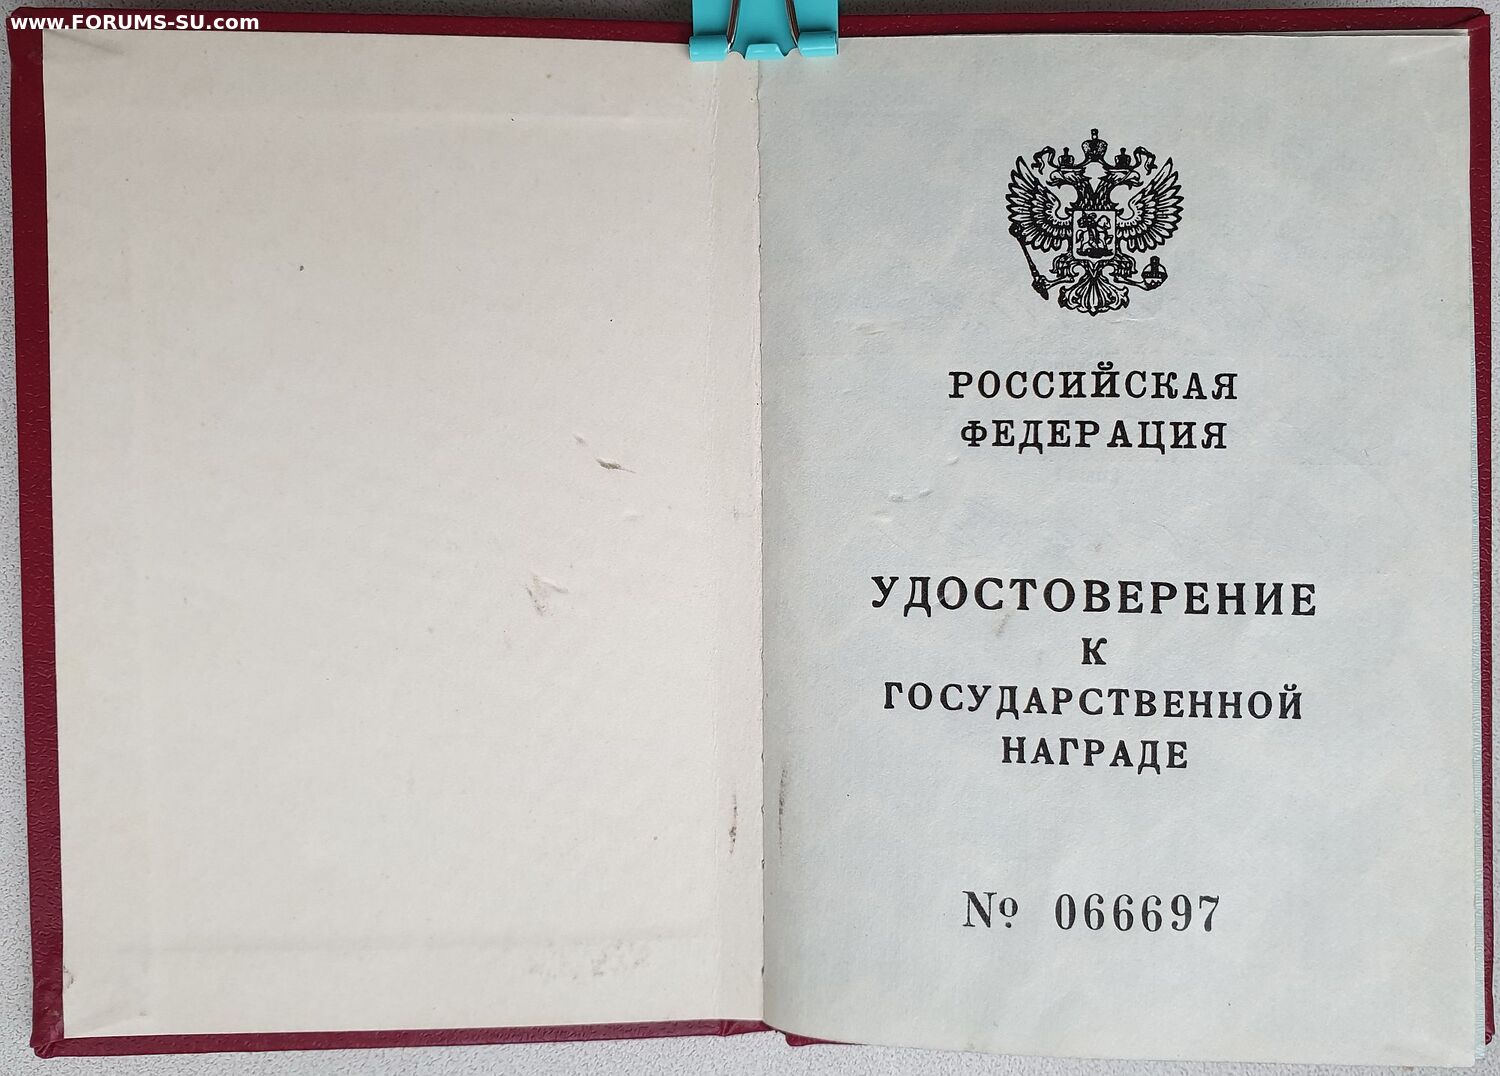 www.FORUMS-SU.com
РОССИЙСКАЯ
ФЕДЕРАЦИЯ
УДОСТОВЕРЕНИЕ
К
ГОСУДАРСТВЕННОЙ
НАГРАДЕ
№ 066697